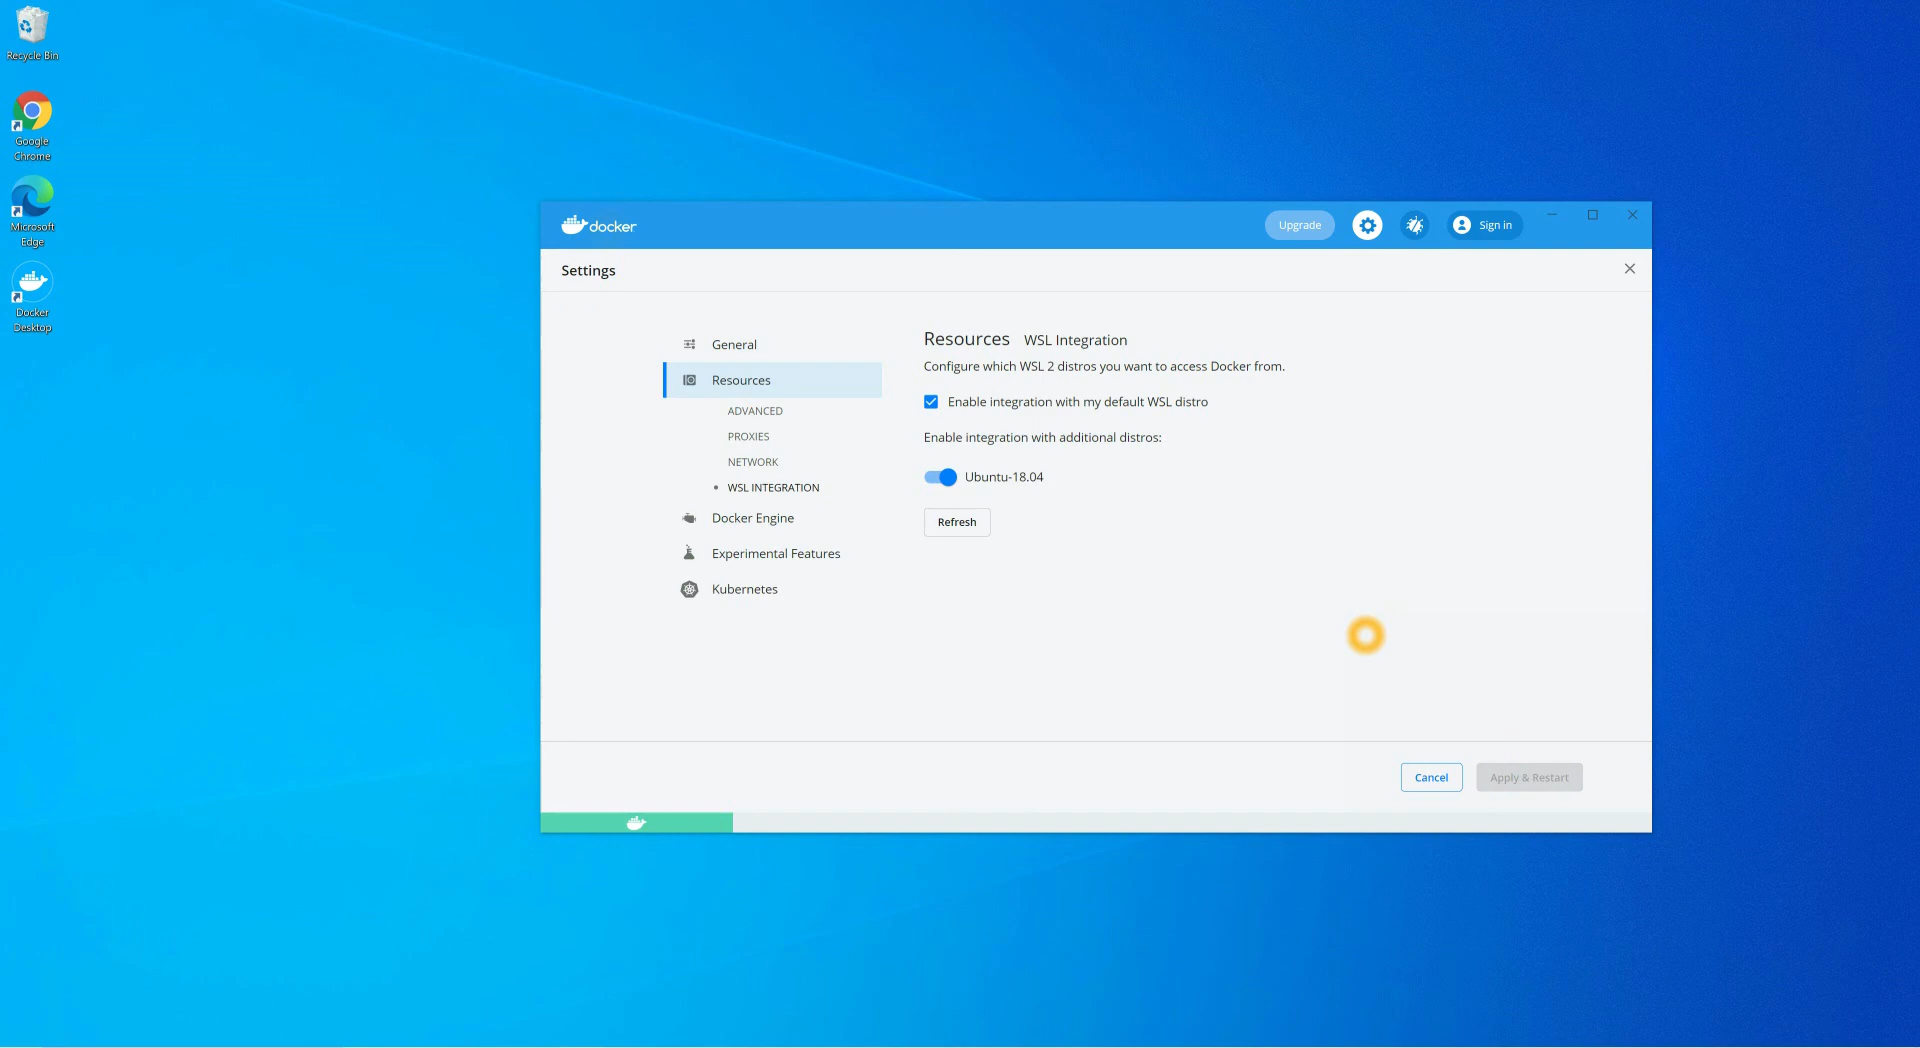 Recycle Bin
Google
Chrome
Microsoft
Edge
Docker
Desktop
docker
Upgrade
Sign in
Settings
General
Resources
ADVANCED
PROXIES
NETWORK
WSL INTEGRATION
Docker Engine
Experimental Features
Kubernetes
Resources WSL Integration
Configure which WSL 2 distros you want to access Docker from.
Enable integration with my default WSL distro
Enable integration with additional distros:
Ubuntu-18.04
Refresh
Cancel
Apply & Restart